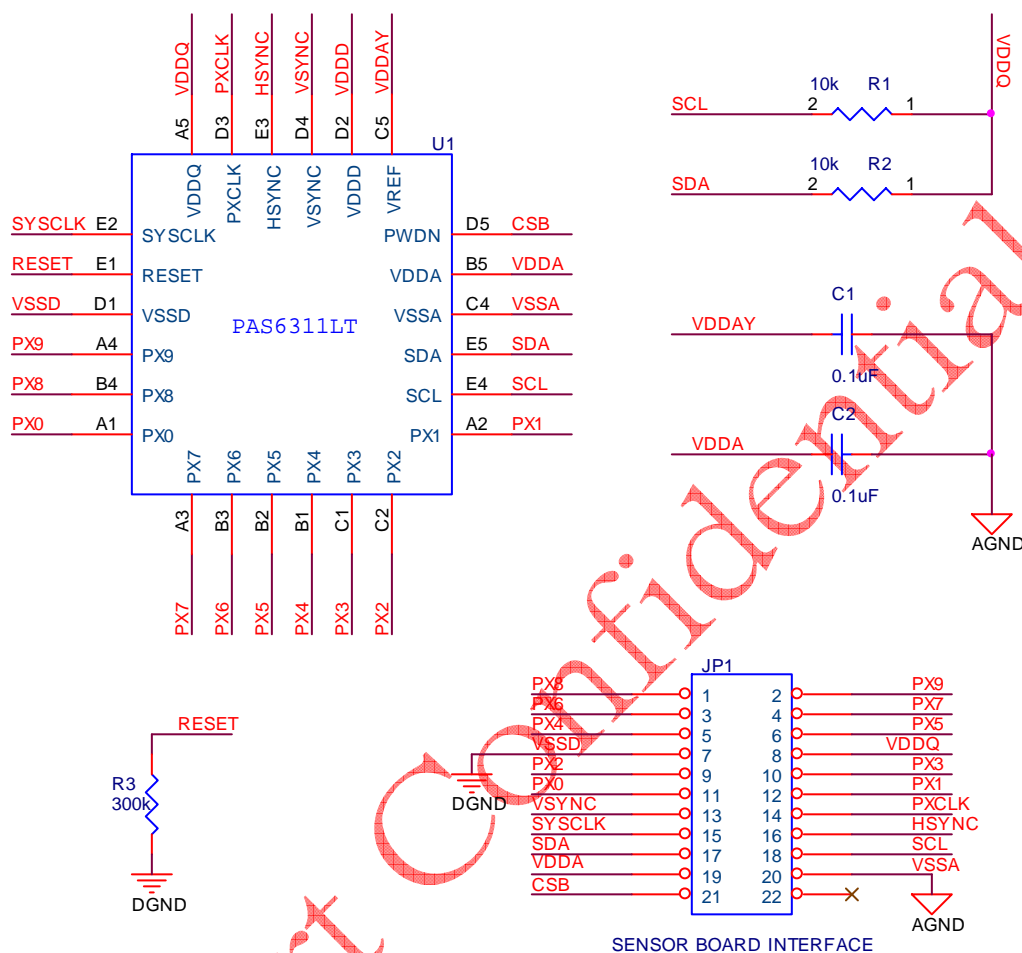 VDDQ
PXCLK
HSYNC
VSYNC
VDDD
VDDAY
A5
D3
E3
D4
D2
C5
U1
VDDQ
PXCLK
HSYNC
VSYNC
VDDD
VREF
SYSCLK E2 SYSCLK
RESET E1 RESET
VSSD D1 VSSD
PX9 A4 PX9
PX8 B4 PX8
PX0 A1 PX0
PAS6311LT
PWDN D5 CSB
VDDA B5 VDDA
VSSA C4 VSSA
SDA E5 SDA
SCL E4 SCL
PX1 A2 PX1
PX7
PX6
PX5
PX4
PX3
PX2
A3
B3
B2
B1
C1
C2
PX7
PX6
PX5
PX4
PX3
PX2
VDDQ
10k R1
SCL 2 1
10k R2
SDA 2 1
C1
VDDAY
0.1uF
C2
VDDA
0.1uF
AGND
Confidential
RESET
R3
300k
DGND
JP1
PX8 1 2 PX9
PX6 3 4 PX7
PX4 5 6 PX5
VSSD 7 8 VDDQ
PX2 9 10 PX3
DGND
PX0 11 12 PX1
VSYNC 13 14 PXCLK
SYSCLK 15 16 HSYNC
SDA 17 18 SCL
VDDA 19 20 VSSA
CSB 21 22
AGND
SENSOR BOARD INTERFACE